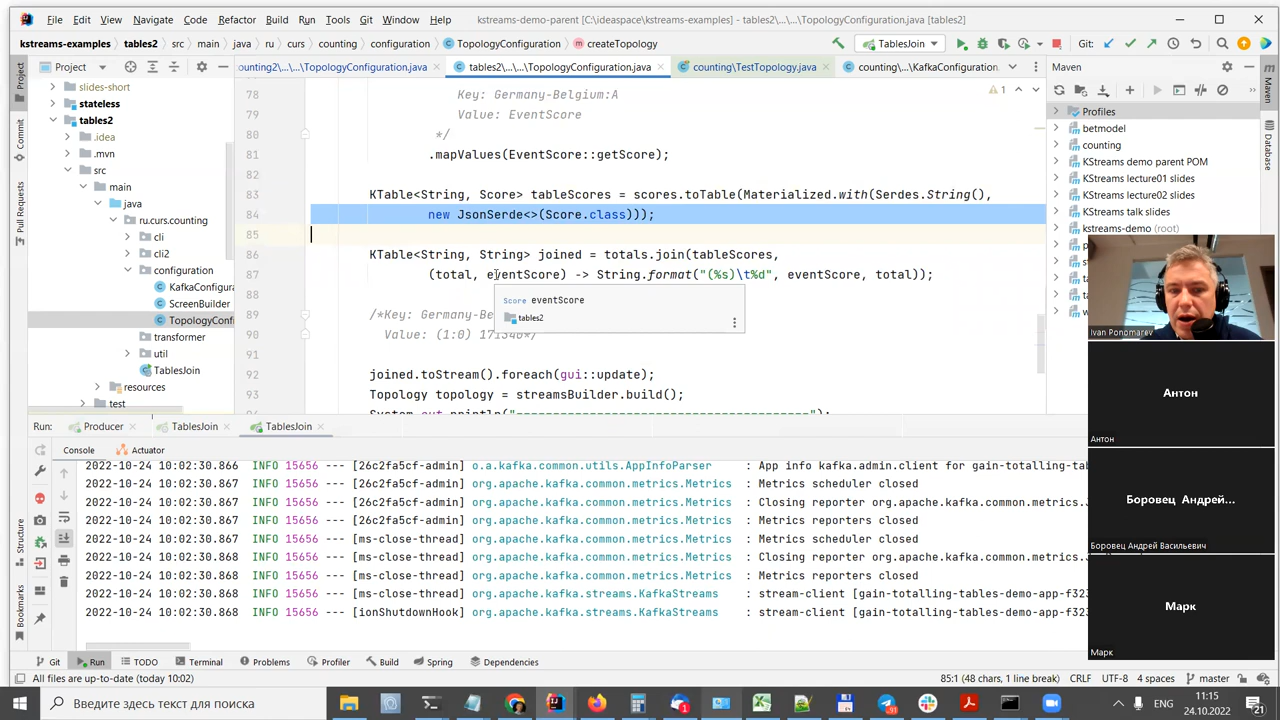 File Edit View Navigate Code Refactor Build Run Tools Git Window Help kstreams-demo-parent [C:\ideaspace\kstreams-examples] - tables2\...\...\TopologyConfiguration.java [tables2]
kstreams-examples tables2 src main java ru curs counting configuration TopologyConfiguration createTopology TablesJoin Git:
Project ounting2\...\...\TopologyConfiguration.java tables2\...\...\TopologyConfiguration.java counting\TestTopology.java counting\...\KafkaConfiguration. Maven
slides-short
stateless
tables2
.idea
.mvn
src
main
java
ru.curs.counting
cli
cli2
configuration
KafkaConfigura
ScreenBuilder
TopologyConfi
transformer
util
TablesJoin
resources
test
Project
Commit
Pull Requests
Structure
Bookmarks
78 Key: Germany-Belgium:A
79 Value: EventScore
80 */
81 .mapValues(EventScore::getScore);
82
83 KTable<String, Score> tableScores = scores.toTable(Materialized.with(Serdes.String(),
84 new JsonSerde<>(Score.class)));
85
86 KTable<String, String> joined = totals.join(tableScores,
87 (total, eventScore) -> String.format("(%s)\t%d", eventScore, total));
88
89 /*Key: Germany-Be
90 Value: (1:0) 171340*/
91
92 joined.toStream().foreach(gui::update);
93 Topology topology = streamsBuilder.build();
Score eventScore
tables2
1
Profiles
betmodel
counting
KStreams demo parent POM
KStreams lecture01 slides
KStreams lecture02 slides
KStreams talk slides
kstreams-demo (root)
Maven
Database
Ivan Ponomarev
Антон
Антон
Боровец Андрей...
Боровец Андрей Васильевич
Марк
Марк
Run: Producer TablesJoin TablesJoin
Console Actuator
2022-10-24 10:02:30.866 INFO 15656 --- [26c2fa5cf-admin] o.a.kafka.common.utils.AppInfoParser : App info kafka.admin.client for gain-totalling-tab
2022-10-24 10:02:30.867 INFO 15656 --- [26c2fa5cf-admin] org.apache.kafka.common.metrics.Metrics : Metrics scheduler closed
2022-10-24 10:02:30.867 INFO 15656 --- [26c2fa5cf-admin] org.apache.kafka.common.metrics.Metrics : Closing reporter org.apache.kafka.common.metrics.
2022-10-24 10:02:30.867 INFO 15656 --- [26c2fa5cf-admin] org.apache.kafka.common.metrics.Metrics : Metrics reporters closed
2022-10-24 10:02:30.867 INFO 15656 --- [ms-close-thread] org.apache.kafka.common.metrics.Metrics : Metrics scheduler closed
2022-10-24 10:02:30.868 INFO 15656 --- [ms-close-thread] org.apache.kafka.common.metrics.Metrics : Closing reporter org.apache.kafka.common.metrics.
2022-10-24 10:02:30.868 INFO 15656 --- [ms-close-thread] org.apache.kafka.common.metrics.Metrics : Metrics reporters closed
2022-10-24 10:02:30.868 INFO 15656 --- [ms-close-thread] org.apache.kafka.streams.KafkaStreams : stream-client [gain-totalling-tables-demo-app-f323
2022-10-24 10:02:30.868 INFO 15656 --- [ionShutdownHook] org.apache.kafka.streams.KafkaStreams : stream-client [gain-totalling-tables-demo-app-f323
Git Run TODO Terminal Problems Profiler Build Spring Dependencies
All files are up-to-date (today 10:02) 85:1 (48 chars, 1 line break) CRLF UTF-8 4 spaces master
Введите здесь текст для поиска ENG 11:15
24.10.2022 21